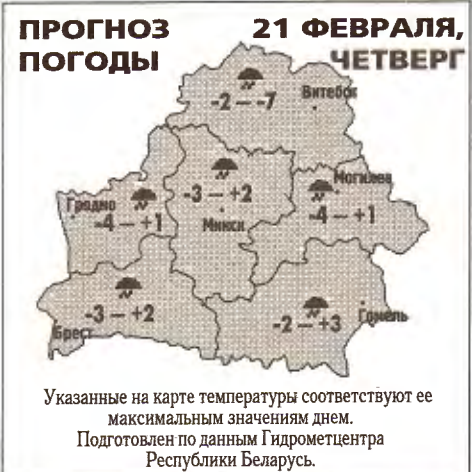 ПРОГНОЗ 21 ФЕВРАЛЯ,
ПОГОДЫ ЧЕТВЕРГ
-2 — -7
Витебск
-3 — +2
Минск
Могилев
-4 — +1
Гродно
-4 — +1
-3 — +2
Брест
-2 — +3
Гомель
Указанные на карте температуры соответствуют ее
максимальным значениям днем.
Подготовлен по данным Гидрометцентра
Республики Беларусь.